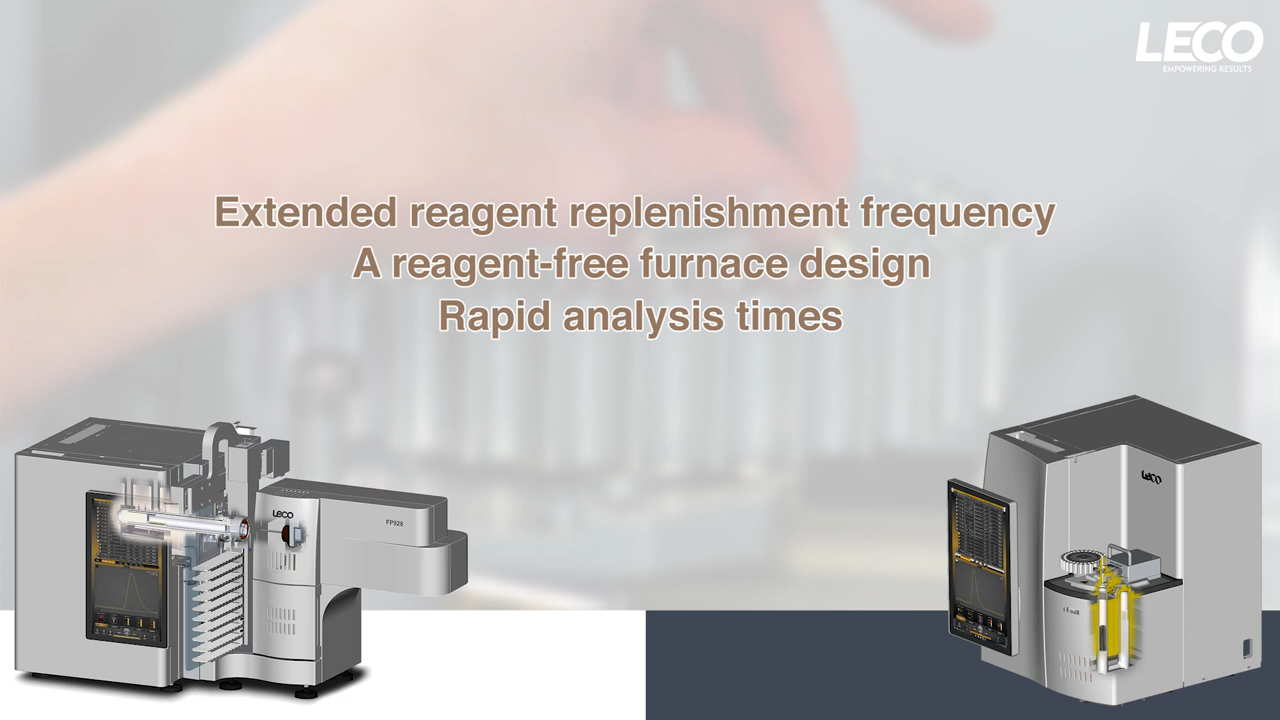 LECO
EMPOWERING RESULTS
Extended reagent replenishment frequency
A reagent-free furnace design
Rapid analysis times
LECO
FP928
LECO